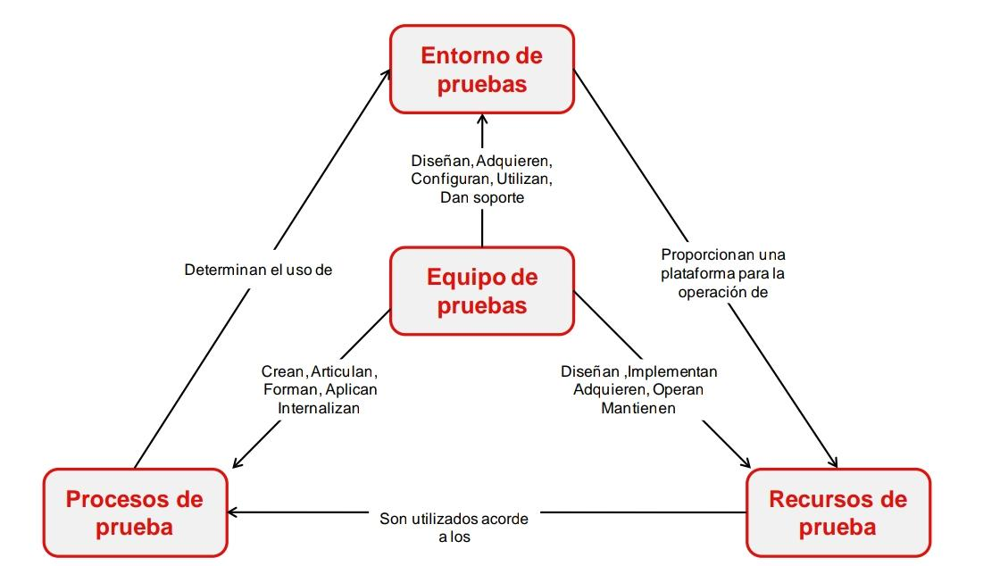 Entorno de
pruebas
Diseñan, Adquieren,
Configuran, Utilizan,
Dan soporte
Determinan el uso de
Proporcionan una
plataforma para la
operación de
Equipo de
pruebas
Crean, Articulan,
Forman, Aplican
Internalizan
Diseñan ,Implementan
Adquieren, Operan
Mantienen
Procesos de
prueba
Son utilizados acorde
a los
Recursos de
prueba